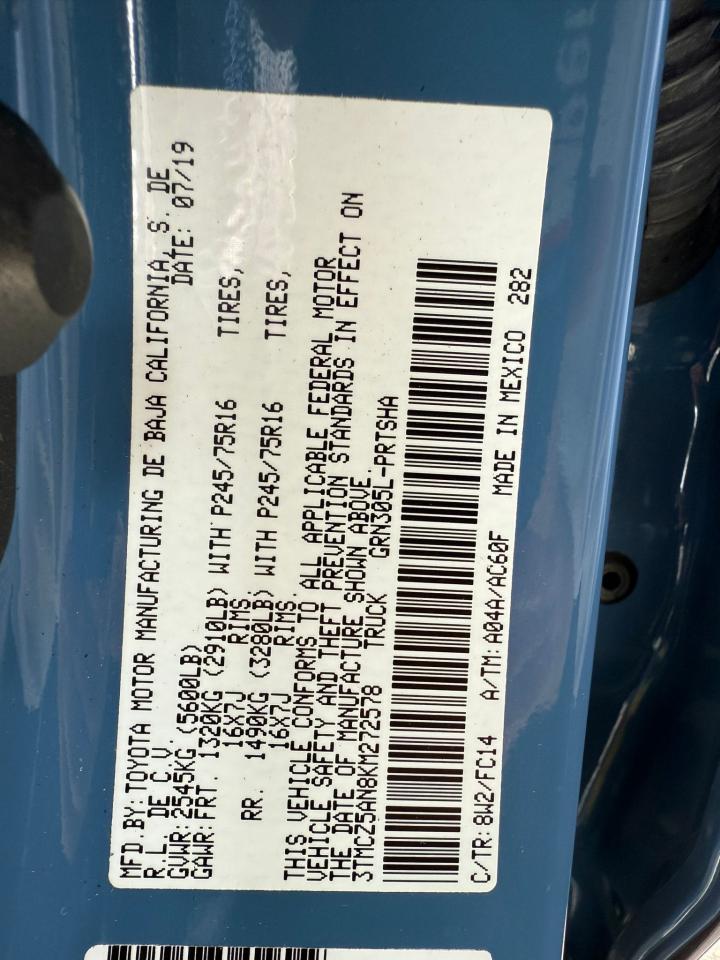 MFD.BY:TOYOTA MOTOR MANUFACTURING DE BAJA CALIFORNIA, S. DE
R.L. DE C.V. DATE: 07/19
GVWR:2545KG (5600LB)
GAWR:FRT. 1320KG (2910LB) WITH P245/75R16 TIRES,
16X7J RIMS.
RR. 1490KG (3280LB) WITH P245/75R16 TIRES,
16X7J RIMS.
THIS VEHICLE CONFORMS TO ALL APPLICABLE FEDERAL MOTOR
VEHICLE SAFETY AND THEFT PREVENTION STANDARDS IN EFFECT ON
THE DATE OF MANUFACTURE SHOWN ABOVE.
3TMCZ5AN8KM272578 TRUCK GRN305L-PRTSHA
C/TR:8W2/FC14 A/TM:A04A/AC60F MADE IN MEXICO 282